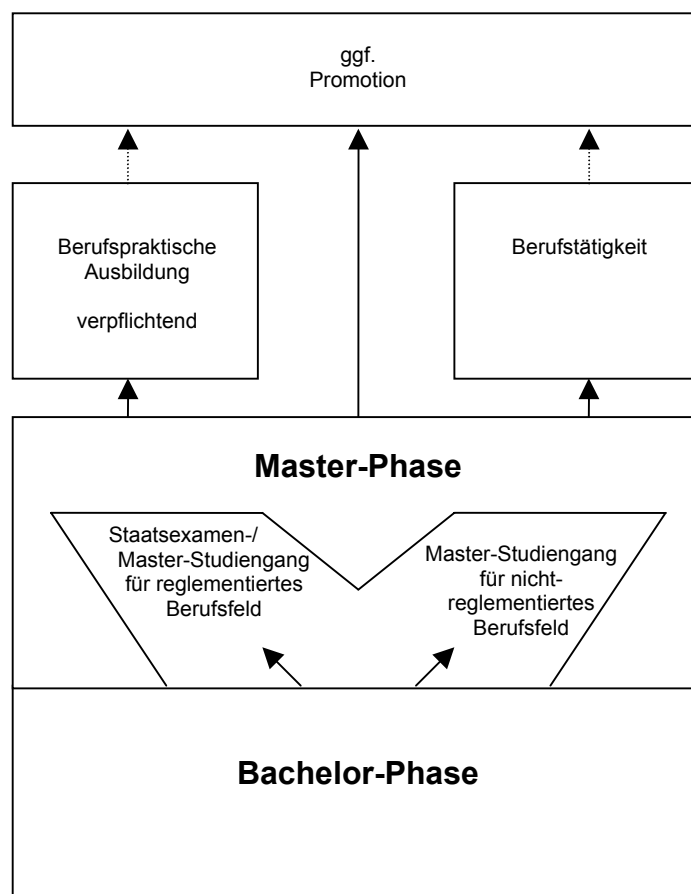 ggf.
Promotion
Berufspraktische
Ausbildung
verpflichtend
Berufstätigkeit
Master-Phase
Staatsexamen-/
Master-Studiengang
für reglementiertes
Berufsfeld
Master-Studiengang
für nicht-
reglementiertes
Berufsfeld
Bachelor-Phase